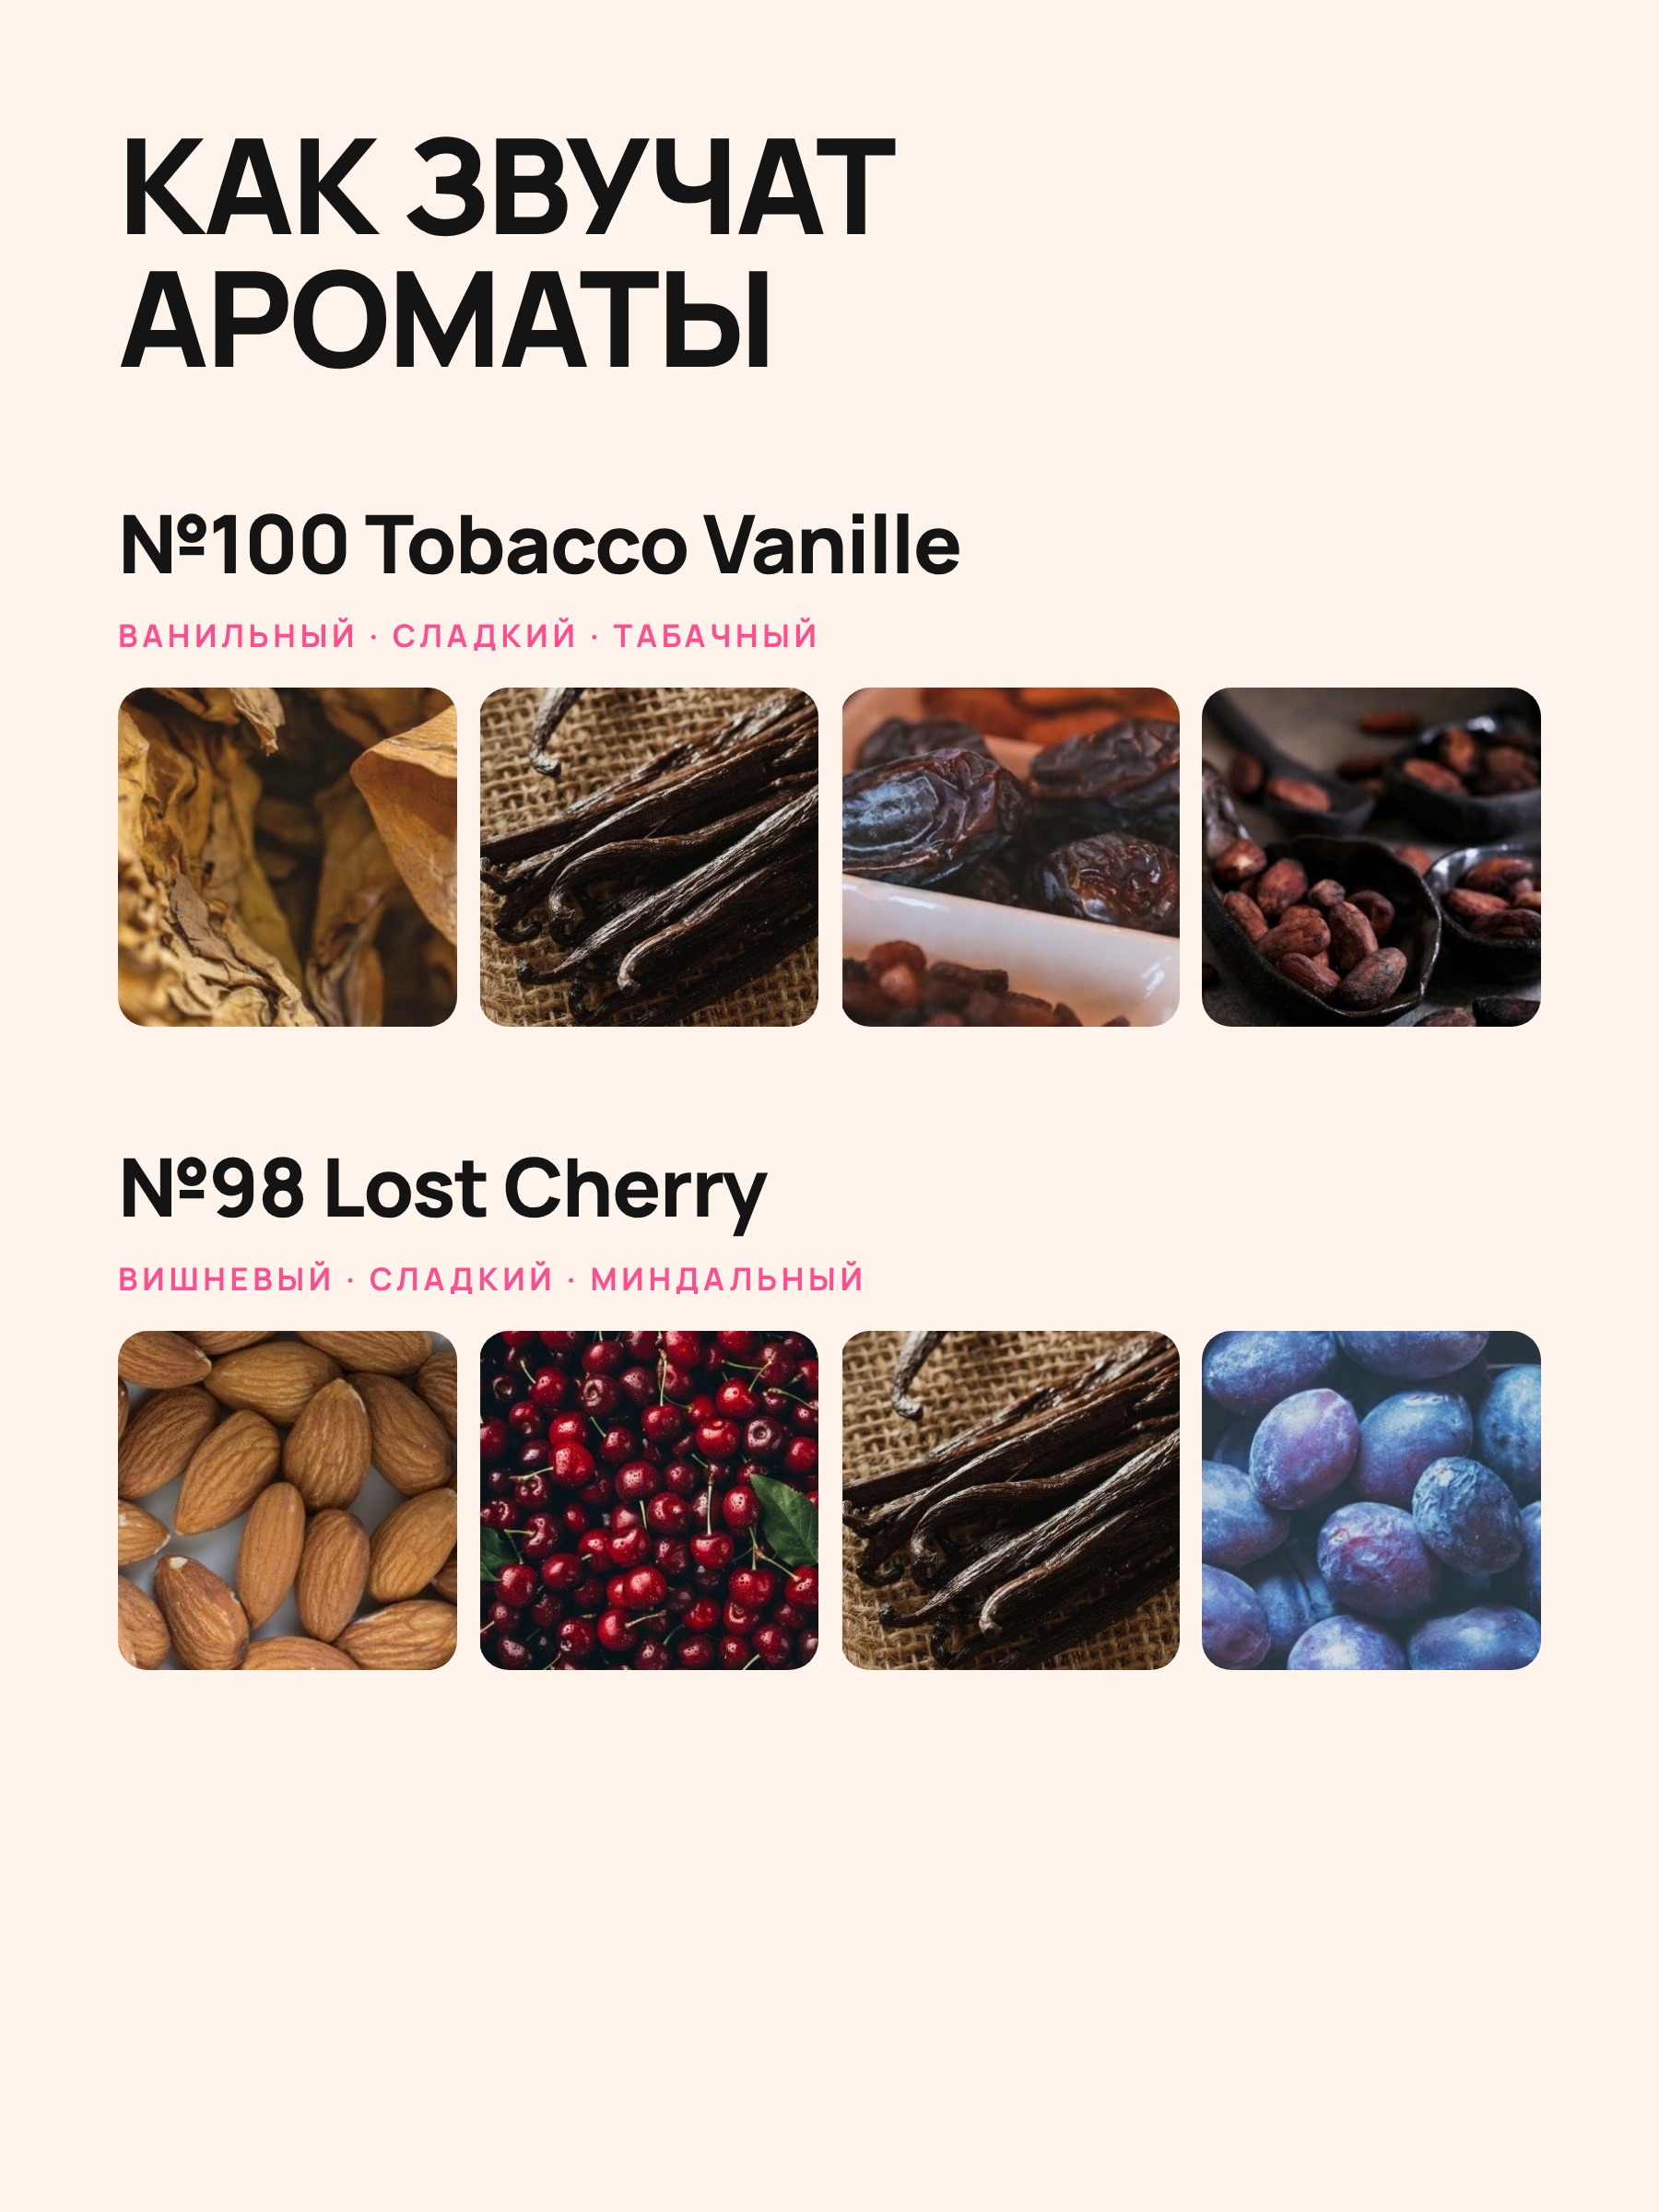 КАК ЗВУЧАТ
АРОМАТЫ
№100 Tobacco Vanille
ВАНИЛЬНЫЙ · СЛАДКИЙ · ТАБАЧНЫЙ
№98 Lost Cherry
ВИШНЕВЫЙ · СЛАДКИЙ · МИНДАЛЬНЫЙ